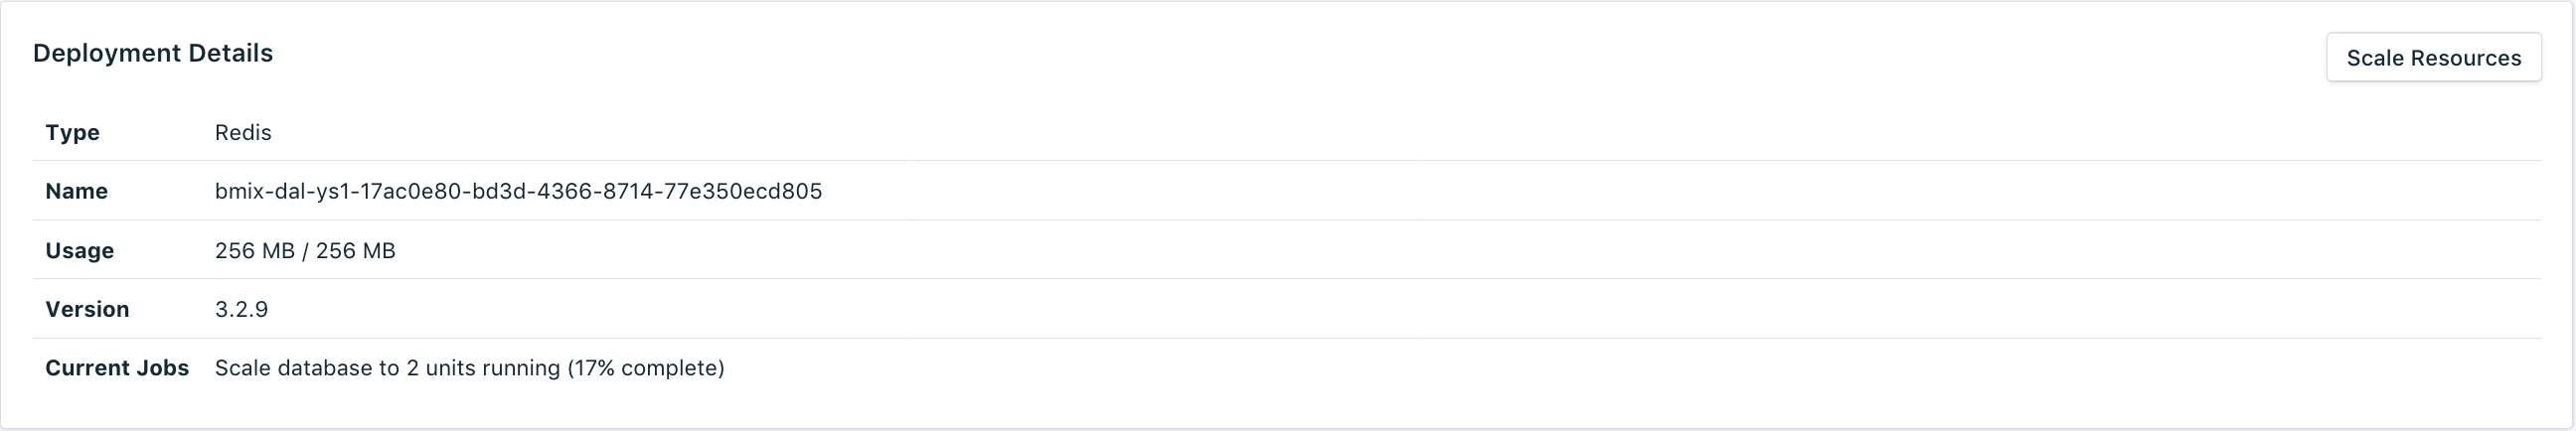 Deployment Details
Scale Resources
Type Redis
Name bmix-dal-ys1-17ac0e80-bd3d-4366-8714-77e350ecd805
Usage 256 MB / 256 MB
Version 3.2.9
Current Jobs Scale database to 2 units running (17% complete)